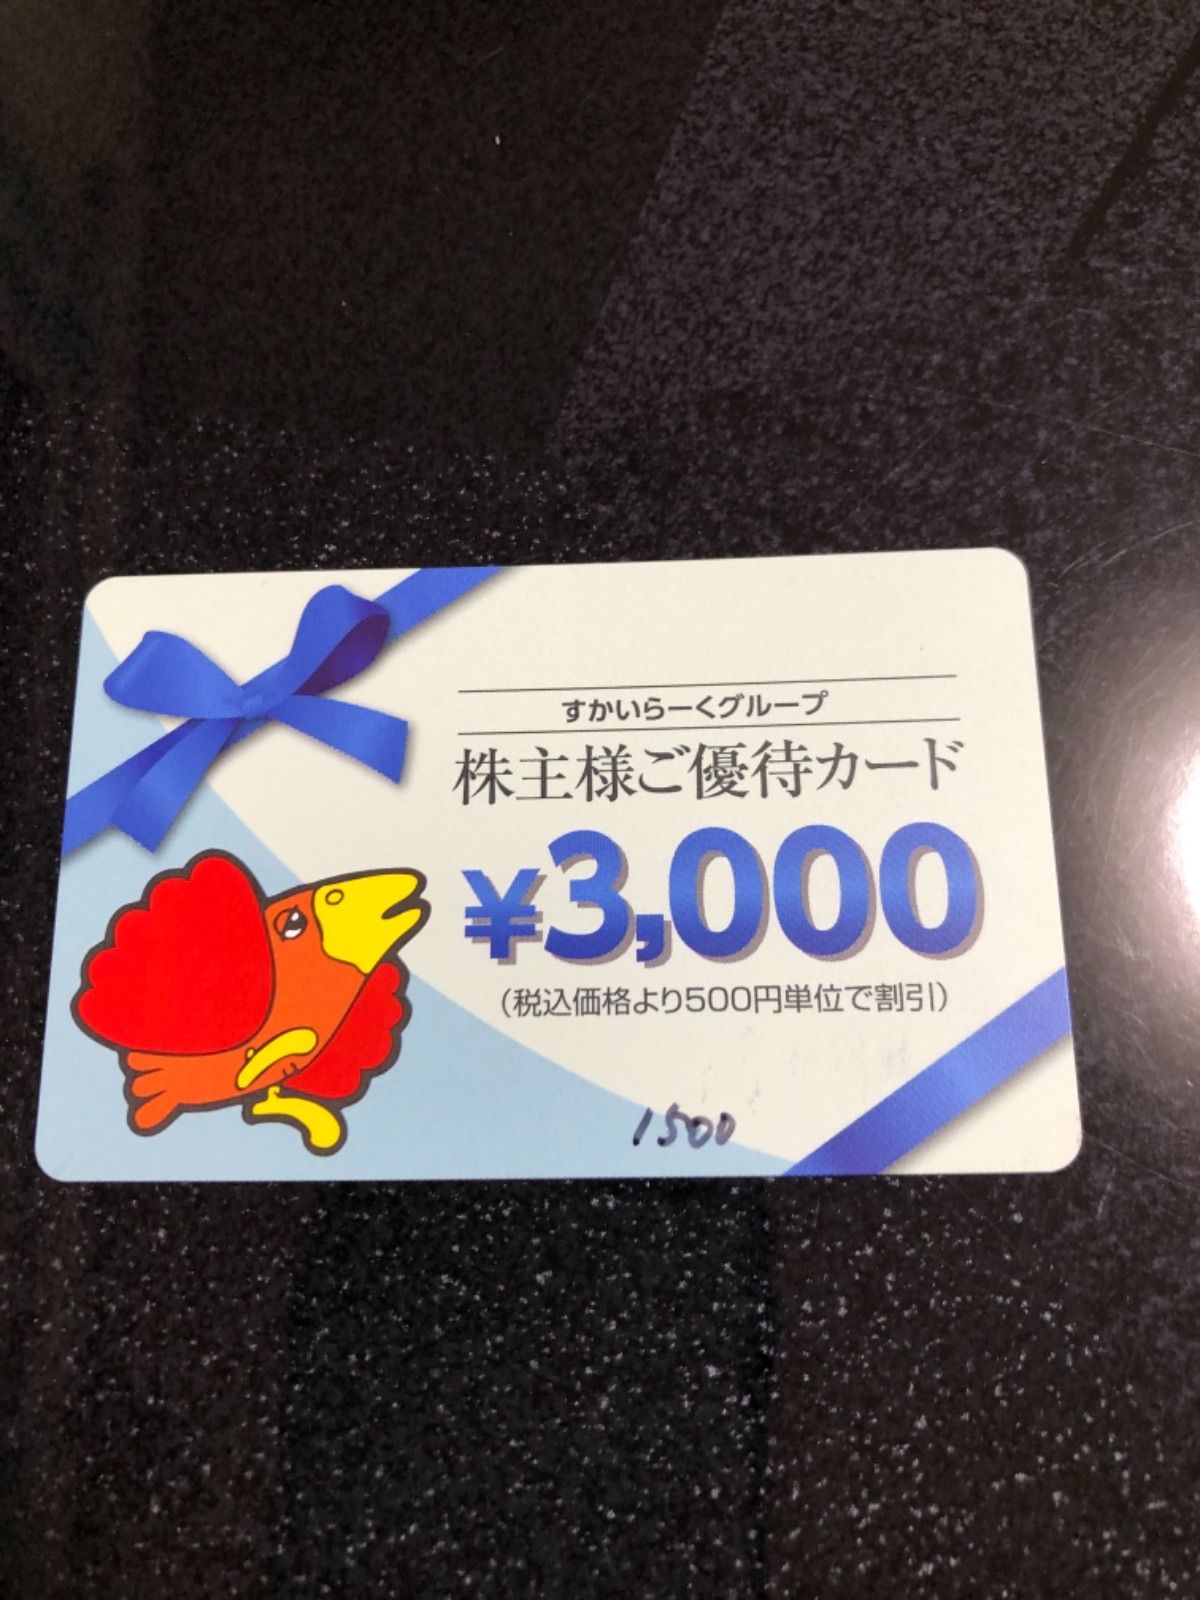 すかいらーくグループ
株主様ご優待カード
¥3,000
(税込価格より500円単位で割引)
1500